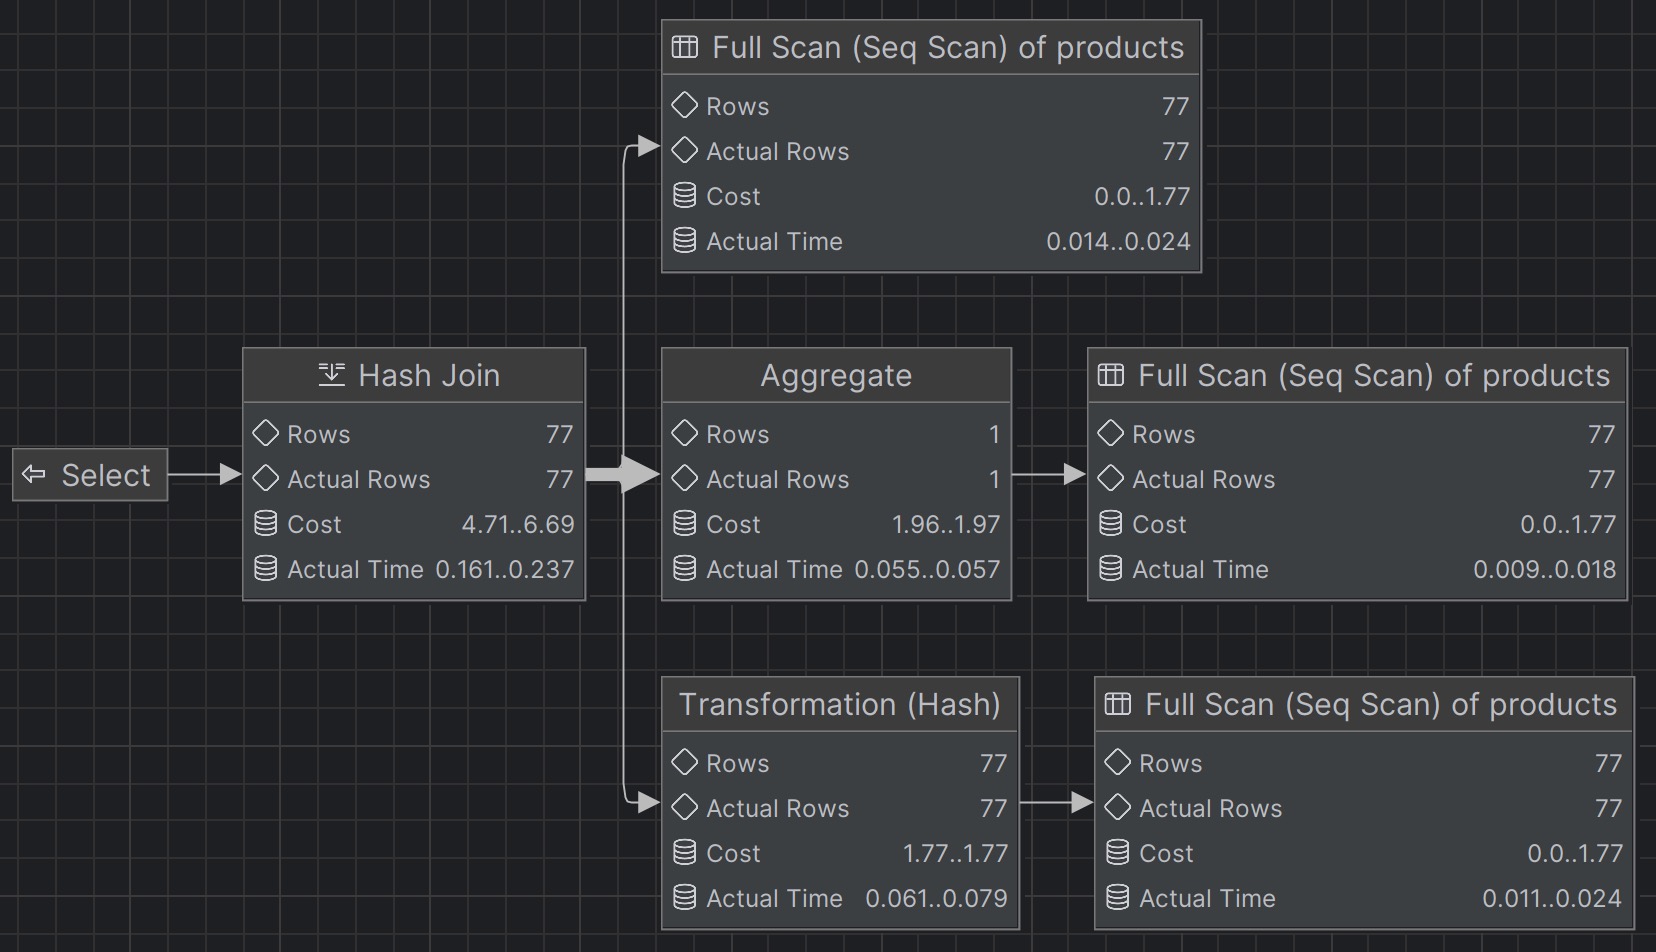 Full Scan (Seq Scan) of products
Rows 77
Actual Rows 77
Cost 0.0..1.77
Actual Time 0.014..0.024
Select
Hash Join
Rows 77
Actual Rows 77
Cost 4.71..6.69
Actual Time 0.161..0.237
Aggregate
Rows 1
Actual Rows 1
Cost 1.96..1.97
Actual Time 0.055..0.057
Full Scan (Seq Scan) of products
Rows 77
Actual Rows 77
Cost 0.0..1.77
Actual Time 0.009..0.018
Transformation (Hash)
Rows 77
Actual Rows 77
Cost 1.77..1.77
Actual Time 0.061..0.079
Full Scan (Seq Scan) of products
Rows 77
Actual Rows 77
Cost 0.0..1.77
Actual Time 0.011..0.024